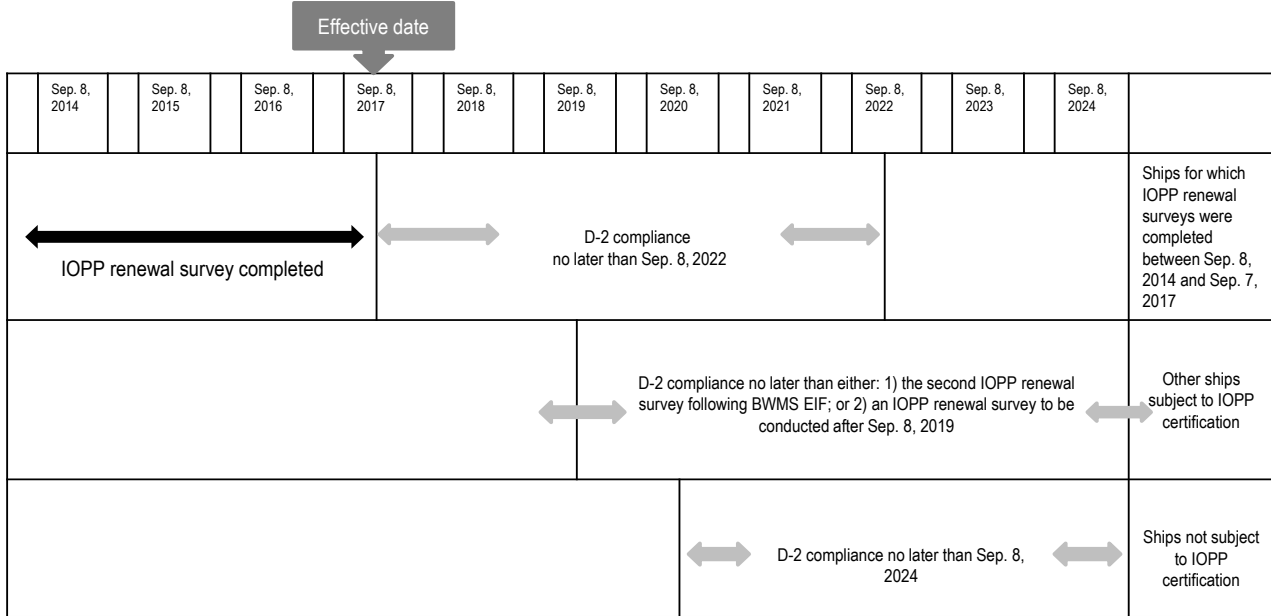 Effective date
Sep. 8,
2014
Sep. 8,
2015
Sep. 8,
2016
Sep. 8,
2017
Sep. 8,
2018
Sep. 8,
2019
Sep. 8,
2020
Sep. 8,
2021
Sep. 8,
2022
Sep. 8,
2023
Sep. 8,
2024
IOPP renewal survey completed
D-2 compliance
no later than Sep. 8, 2022
Ships for which
IOPP renewal
surveys were
completed
between Sep. 8,
2014 and Sep. 7,
2017
D-2 compliance no later than either: 1) the second IOPP renewal
survey following BWMS EIF; or 2) an IOPP renewal survey to be
conducted after Sep. 8, 2019
Other ships
subject to IOPP
certification
D-2 compliance no later than Sep. 8,
2024
Ships not subject
to IOPP
certification